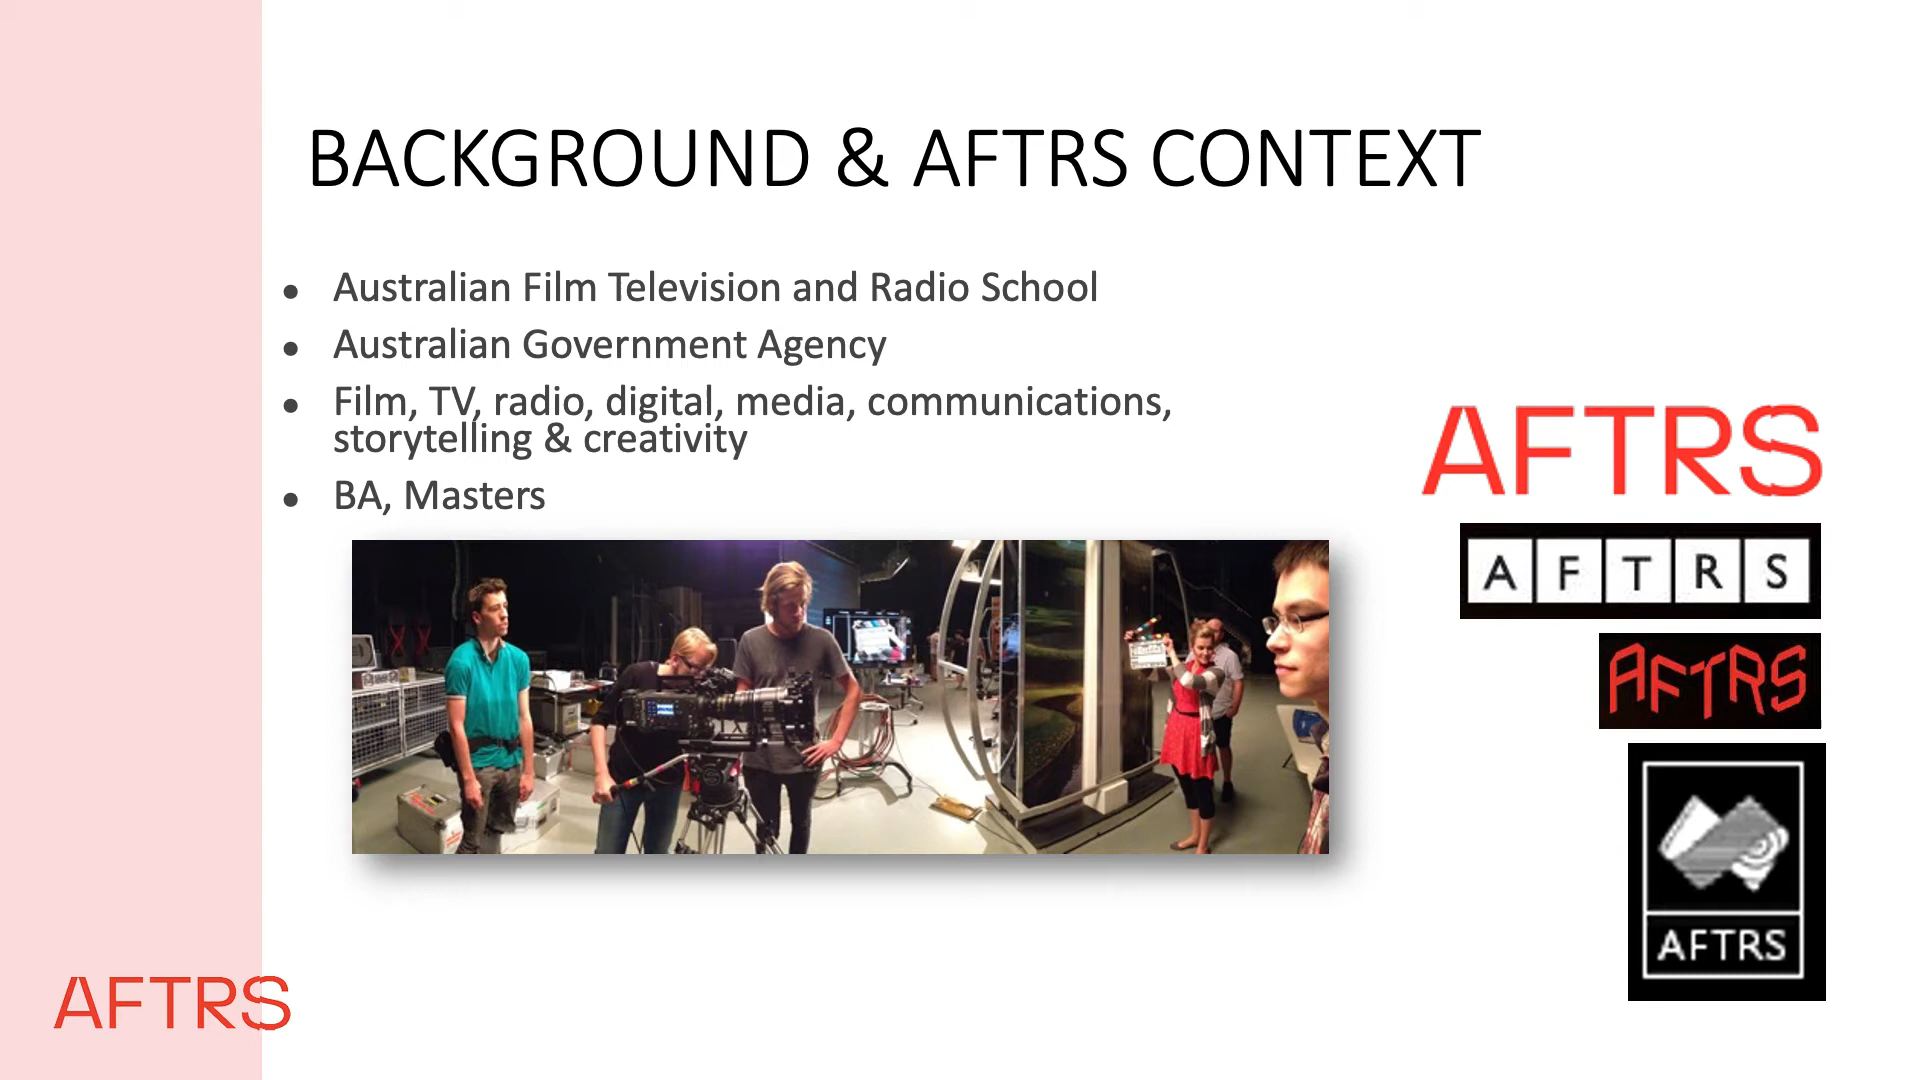 BACKGROUND & AFTRS CONTEXT
• Australian Film Television and Radio School
• Australian Government Agency
• Film, TV, radio, digital, media, communications,
storytelling & creativity
• BA, Masters
AFTRS
A F T R S
AFTRS
AFTRS
AFTRS